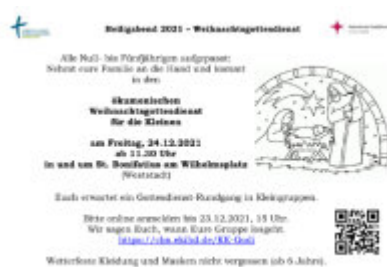 Heiligabend 2021 – Weihnachtsgottesdienst
Alle Null- bis Fünfjährigen aufgepasst:
Nehmt eure Familie an die Hand und kommt
in den
ökumenischen
Weihnachtsgottesdienst
für die Kleinen
am Freitag, 24.12.2021
ab 11.30 Uhr
in und um St. Bonifatius am Wilhelmsplatz
(Weststadt)
Euch erwartet ein Gottesdienst-Rundgang in Kleingruppen.
Bitte online anmelden bis 23.12.2021, 15 Uhr.
Wir sagen Euch, wann Eure Gruppe losgeht.
Wetterfeste Kleidung und Masken nicht vergessen (ab 6 Jahre).